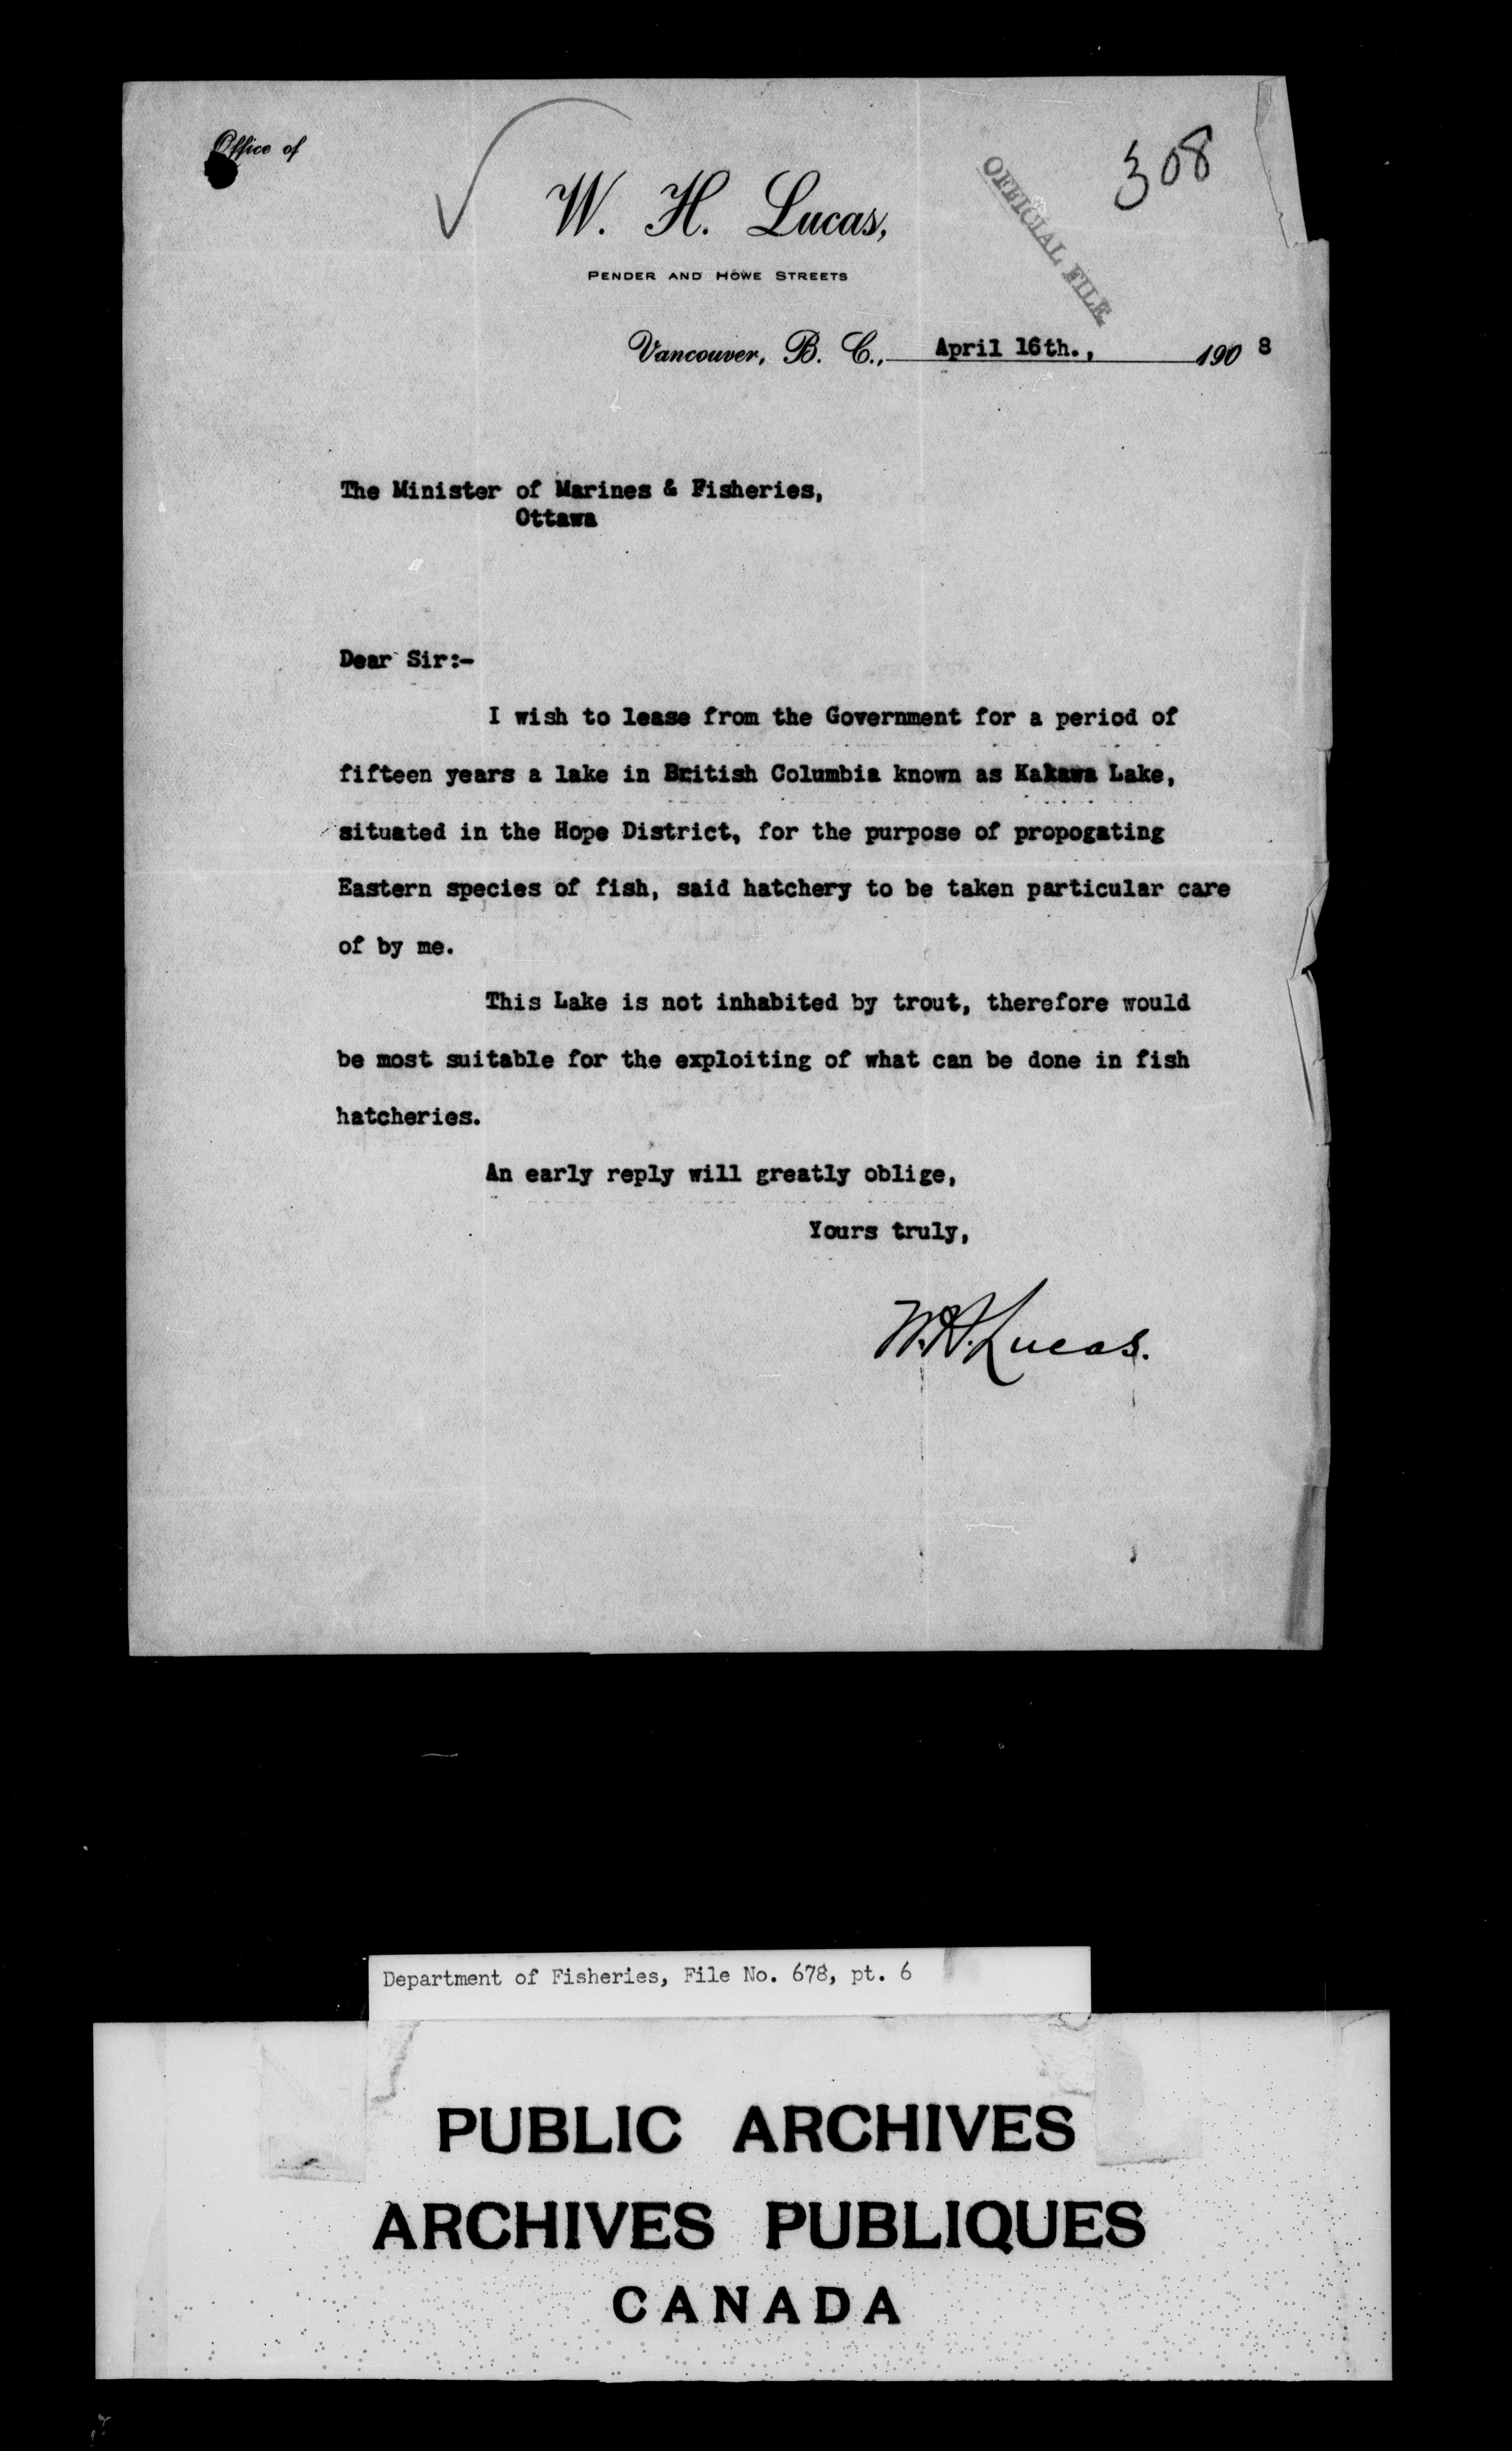 Office of
308
W. H. Lucas,
OFFICIAL FILE.
PENDER AND HOWE STREETS
Vancouver, B. C., April 16th., 1908
The Minister of Marines & Fisheries,
Ottawa
Dear Sir:-
I wish to lease from the Government for a period of
fifteen years a lake in British Columbia known as Kakawa Lake,
situated in the Hope District, for the purpose of propogating
Eastern species of fish, said hatchery to be taken particular care
of by me.
This Lake is not inhabited by trout, therefore would
be most suitable for the exploiting of what can be done in fish
hatcheries.
An early reply will greatly oblige,
Yours truly,
W.H. Lucas.
Department of Fisheries, File No. 678, pt. 6
PUBLIC ARCHIVES
ARCHIVES PUBLIQUES
CANADA